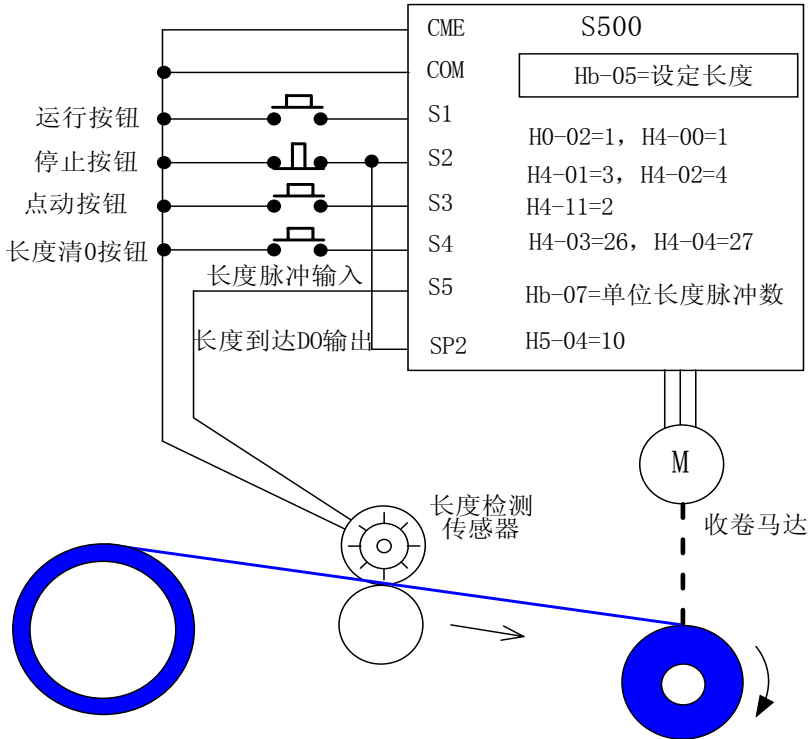 CME
S500
COM
Hb-05=设定长度
运行按钮
S1
H0-02=1, H4-00=1
停止按钮
S2
H4-01=3, H4-02=4
点动按钮
S3
H4-11=2
长度清0按钮
S4
H4-03=26, H4-04=27
长度脉冲输入
S5
Hb-07=单位长度脉冲数
长度到达DO输出
SP2
H5-04=10
M
长度检测
传感器
收卷马达